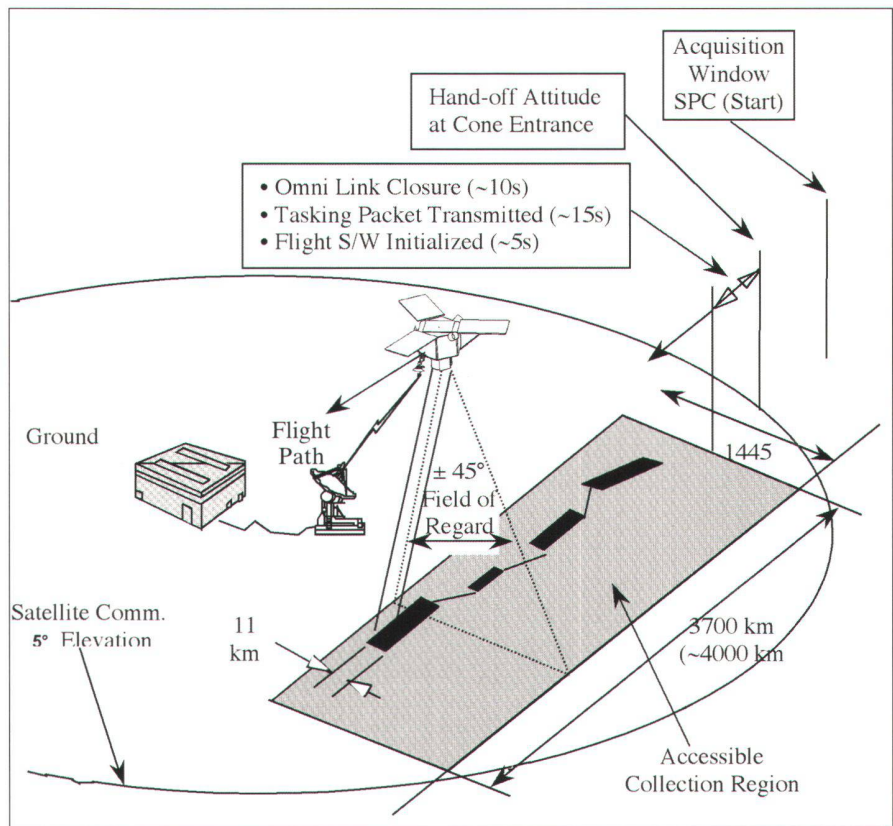 Acquisition
Window
SPC (Start)
Hand-off Attitude
at Cone Entrance
• Omni Link Closure (~10s)
• Tasking Packet Transmitted (~15s)
• Flight S/W Initialized (~5s)
Ground
Flight
Path
1445
± 45°
Field of
Regard
Satellite Comm.
5° Elevation
11
km
3700 km
(~4000 km
Accessible
Collection Region